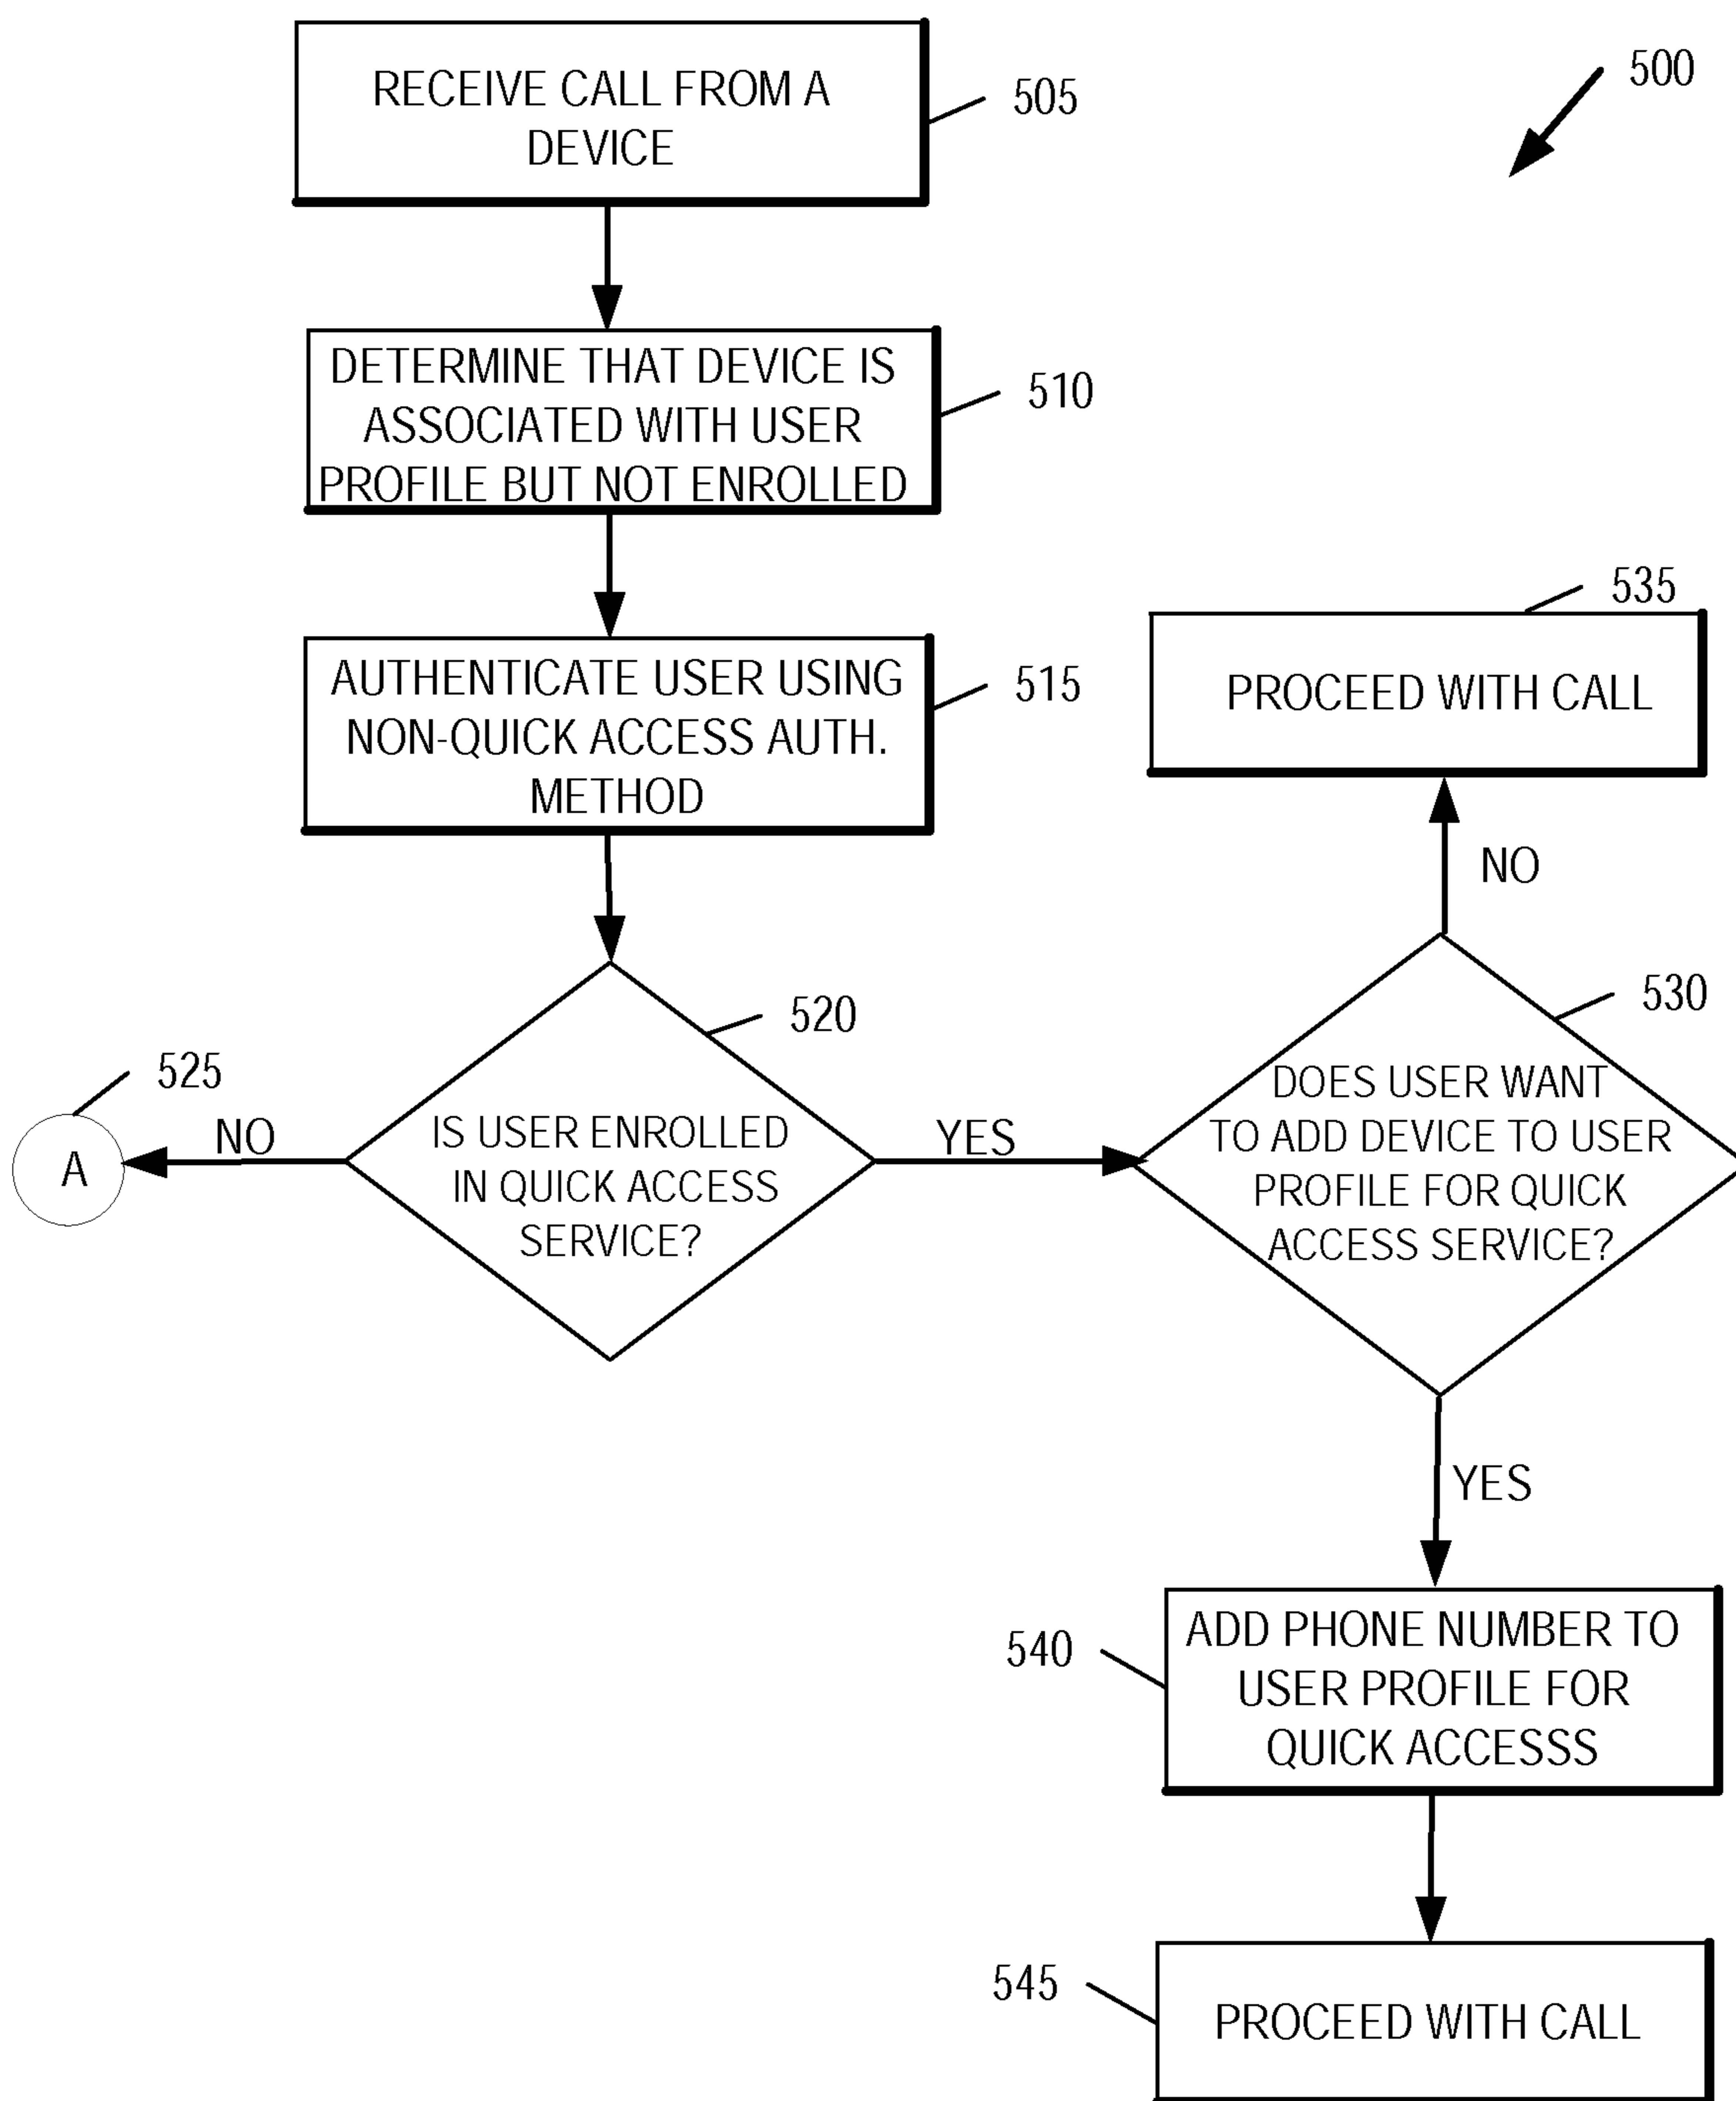 500
RECEIVE CALL FROM A
DEVICE
505
DETERMINE THAT DEVICE IS
ASSOCIATED WITH USER
PROFILE BUT NOT ENROLLED
510
AUTHENTICATE USER USING
NON-QUICK ACCESS AUTH.
METHOD
515
IS USER ENROLLED
IN QUICK ACCESS
SERVICE?
520
NO
A
525
YES
DOES USER WANT
TO ADD DEVICE TO USER
PROFILE FOR QUICK
ACCESS SERVICE?
530
NO
PROCEED WITH CALL
535
YES
ADD PHONE NUMBER TO
USER PROFILE FOR
QUICK ACCESSS
540
PROCEED WITH CALL
545